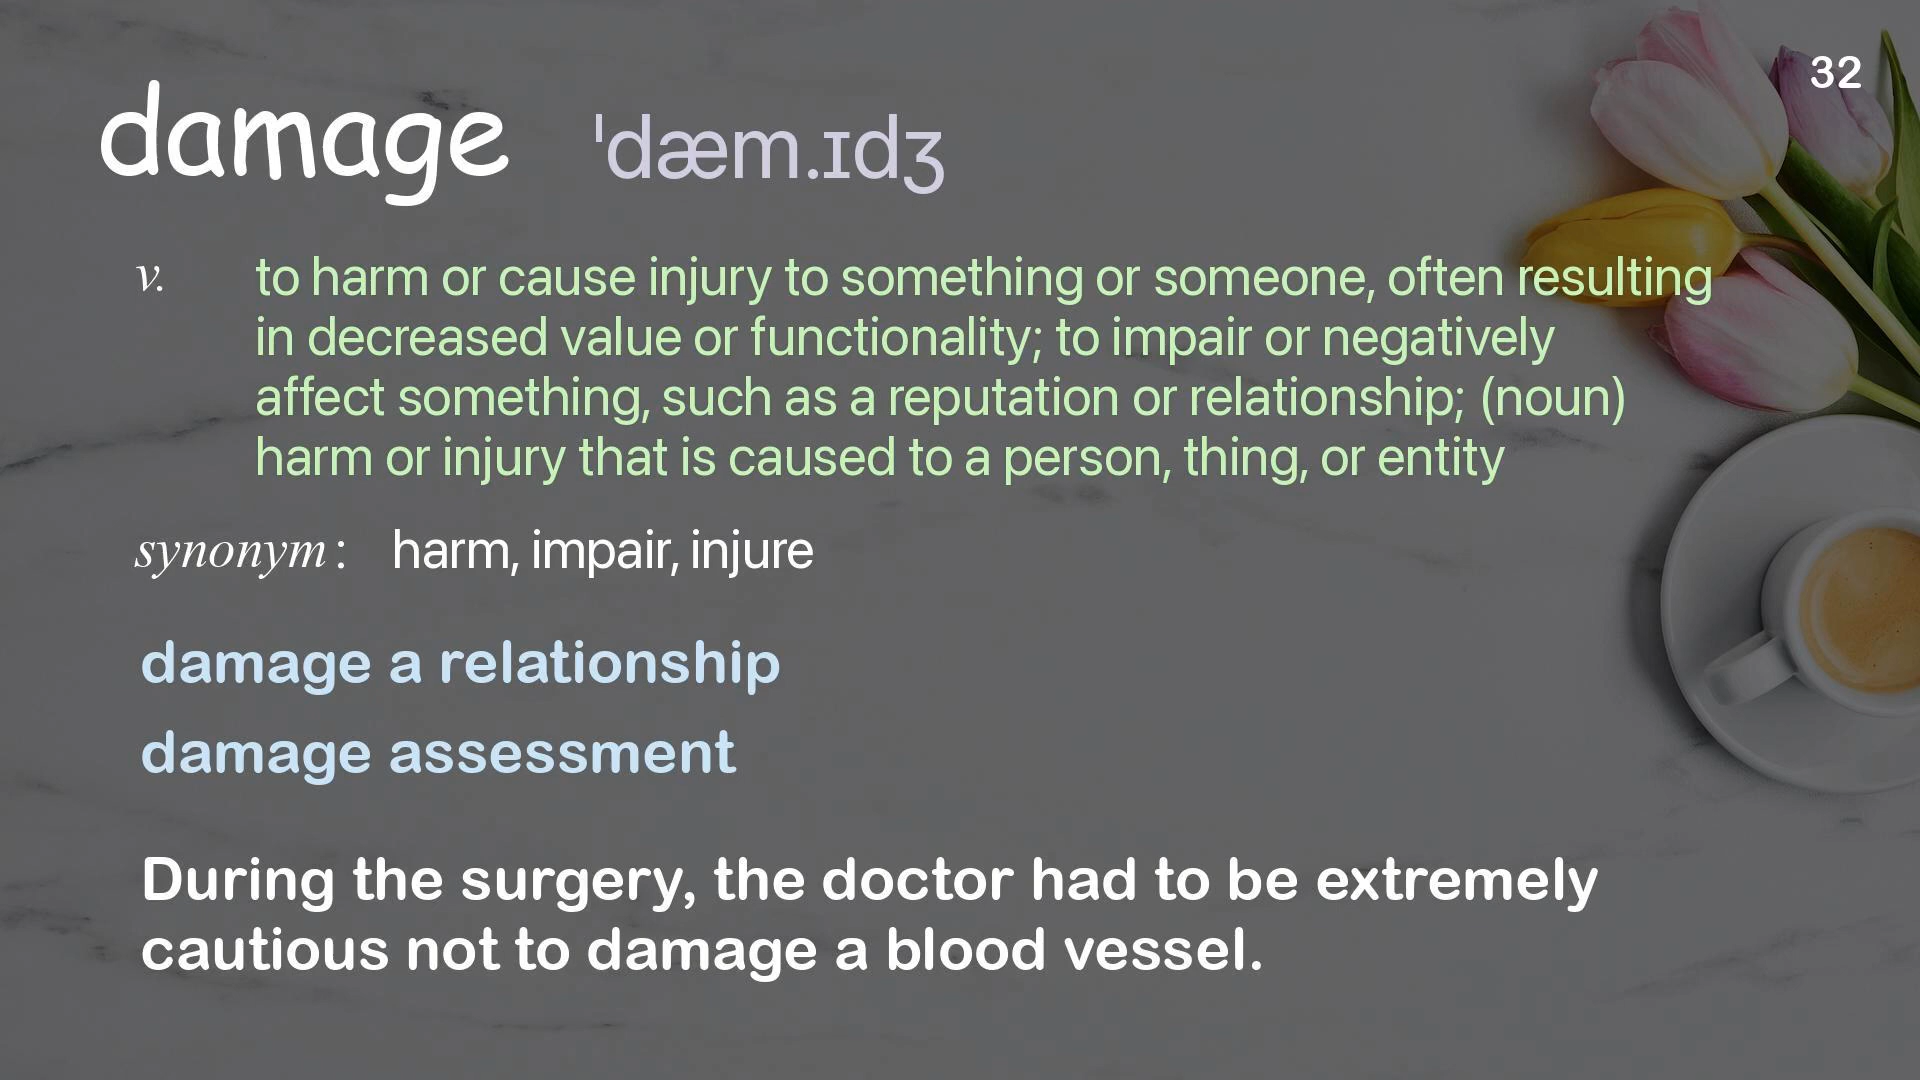 32
damage ˈdæm.ɪdʒ
v. to harm or cause injury to something or someone, often resulting
in decreased value or functionality; to impair or negatively
affect something, such as a reputation or relationship; (noun)
harm or injury that is caused to a person, thing, or entity
synonym: harm, impair, injure
damage a relationship
damage assessment
During the surgery, the doctor had to be extremely
cautious not to damage a blood vessel.